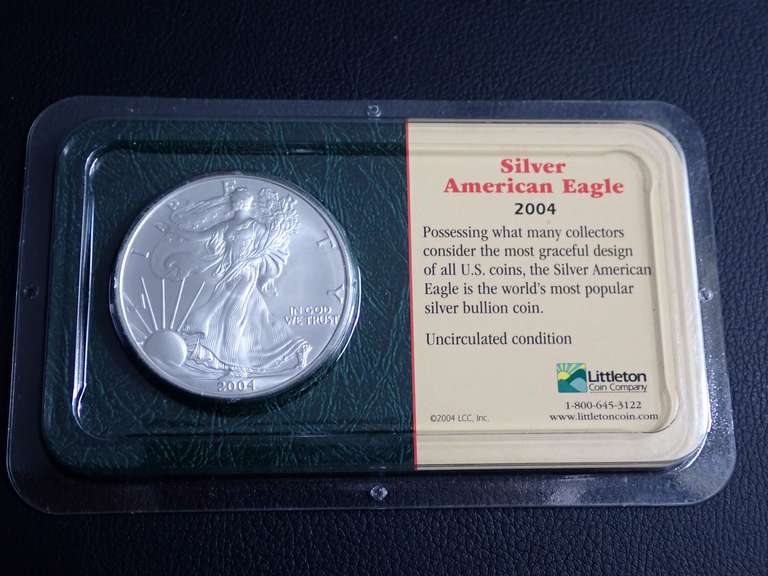 LIBERTY
IN GOD
WE TRUST
2004
Silver
American Eagle
2004
Possessing what many collectors
consider the most graceful design
of all U.S. coins, the Silver American
Eagle is the world's most popular
silver bullion coin.
Uncirculated condition
Littleton
Coin Company
1-800-645-3122
©2004 LCC, Inc.
www.littletoncoin.com